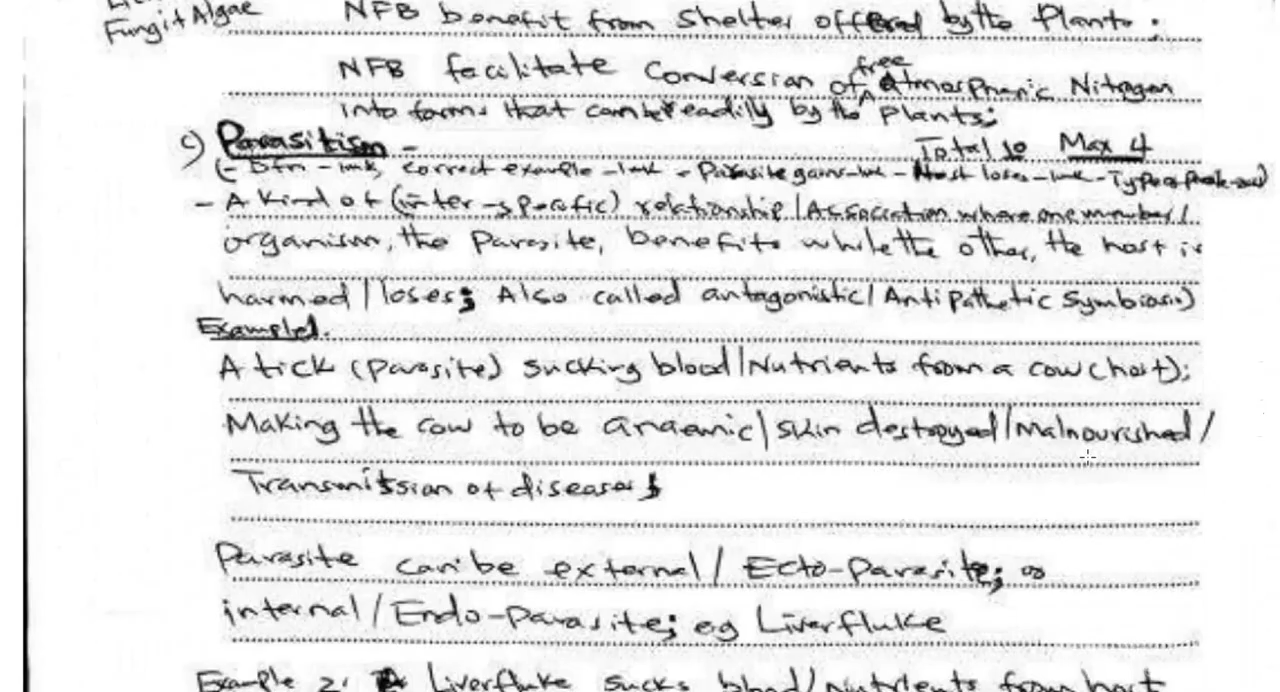 Fungi + Algae
NFB benefit from shelter offered by the Plants.
NFB facilitate conversion of free Atmospheric Nitrogen
into forms that can be readily by the Plants;
c) Parasitism - Total 10 Max 4
(- Dfn - 1mk, correct example - 1mk - Parasite gains - 1mk - Host loses - 1mk - Type of
- A kind of (inter-specific) relationship/Association where one member/
organism, the Parasite, benefits while the other, the host is
harmed/loses; Also called antagonistic/Antipathetic Symbiosis)
Example 1.
A tick (Parasite) sucking blood/Nutrients from a cow (host);
Making the cow to be anaemic/skin destroyed/Malnourished/
Transmission of diseases;
Parasite can be external/Ecto-Parasite; or
internal/Endo-Parasite; eg Liverfluke
Example 2: A Liverfluke sucks blood/nutrients from host